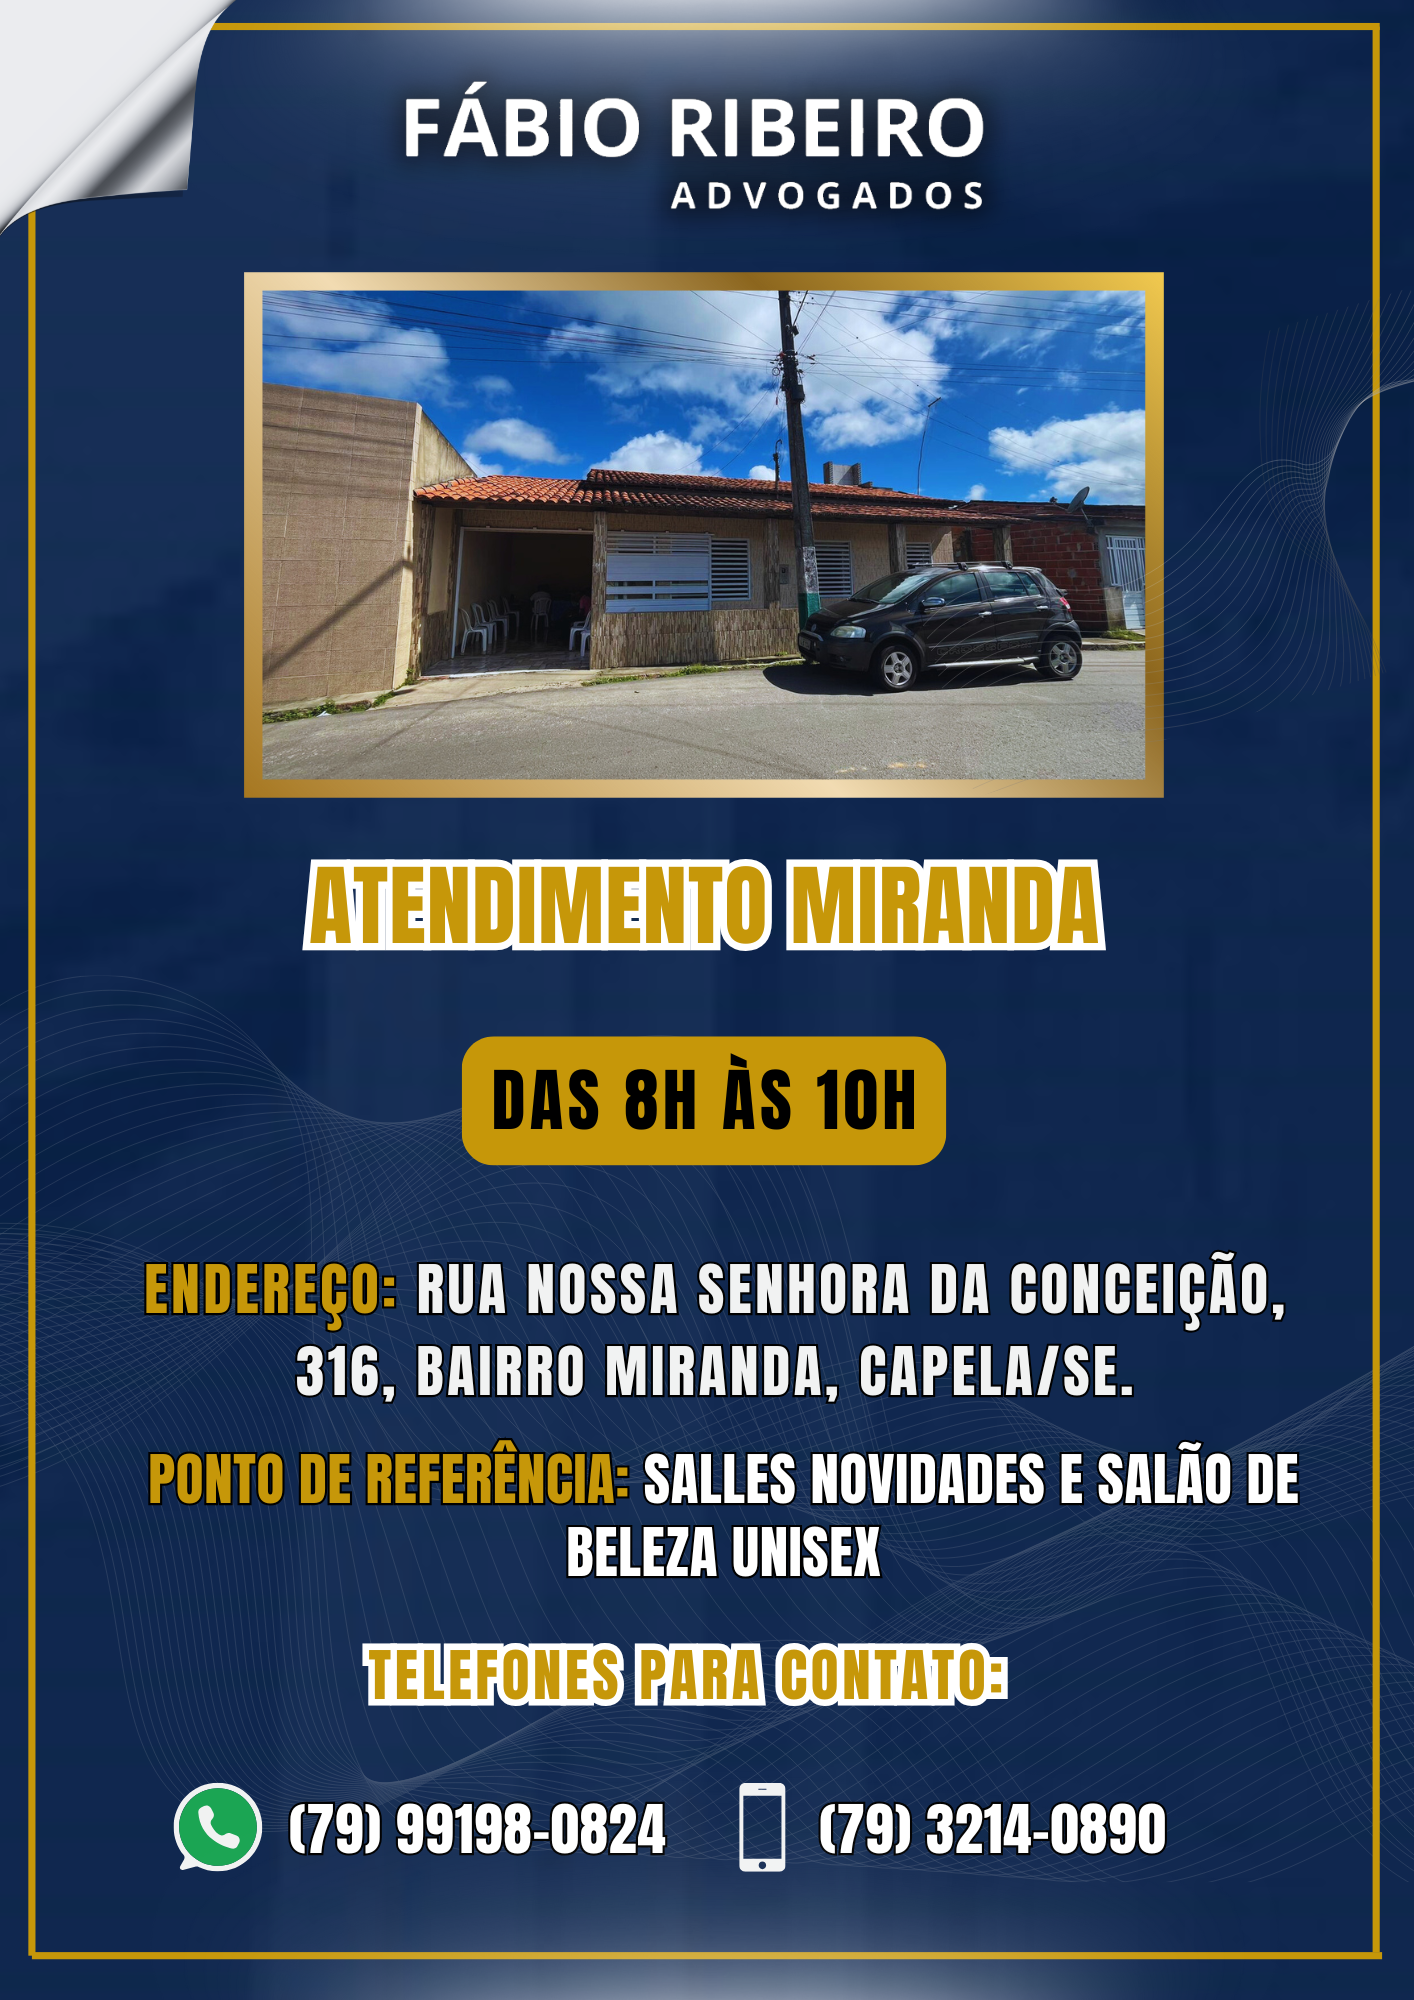 FÁBIO RIBEIRO
ADVOGADOS
ATENDIMENTO MIRANDA
DAS 8H ÀS 10H
ENDEREÇO: RUA NOSSA SENHORA DA CONCEIÇÃO,
316, BAIRRO MIRANDA, CAPELA/SE.
PONTO DE REFERÊNCIA: SALLES NOVIDADES E SALÃO DE
BELEZA UNISEX
TELEFONES PARA CONTATO:
(79) 99198-0824
(79) 3214-0890